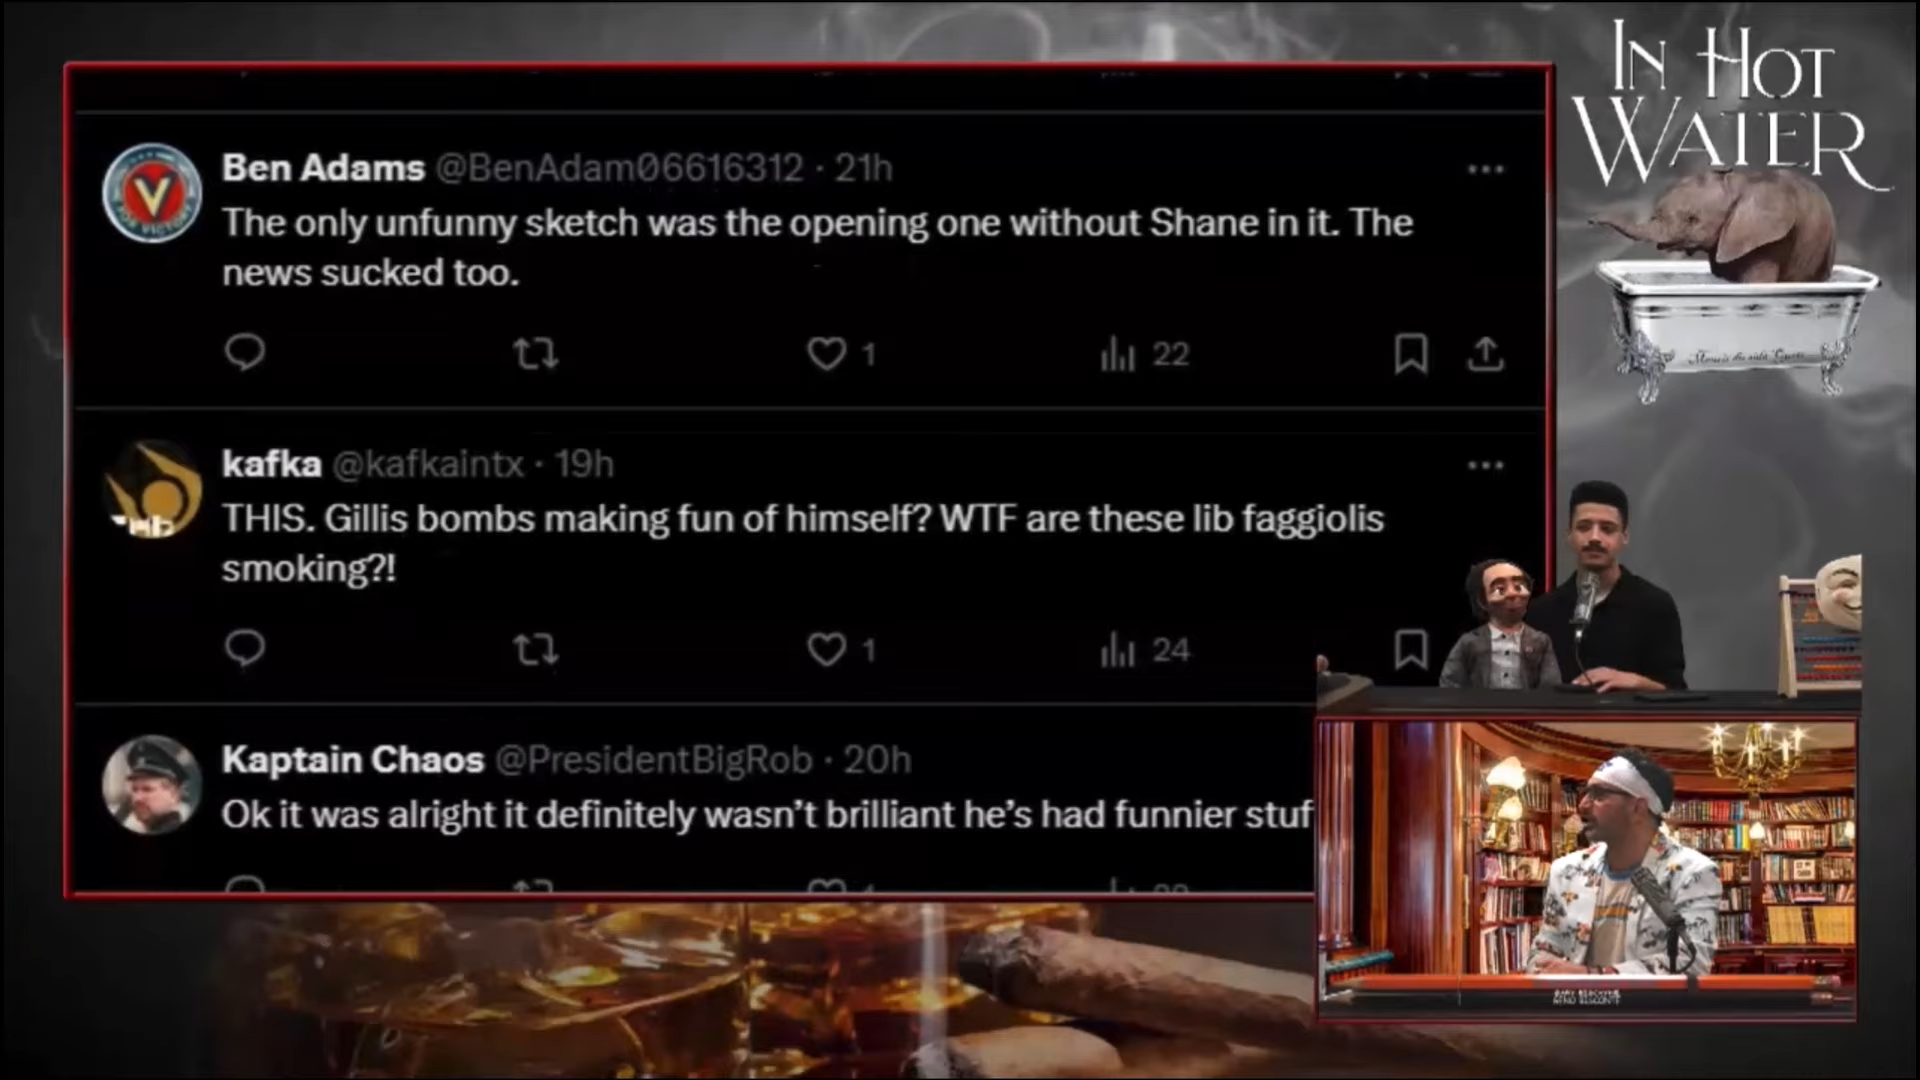 IN HOT
WATER
Ben Adams @BenAdam06616312 · 21h
The only unfunny sketch was the opening one without Shane in it. The
news sucked too.
1
22
kafka @kafkaintx · 19h
THIS. Gillis bombs making fun of himself? WTF are these lib faggiolis
smoking?!
1
24
Kaptain Chaos @PresidentBigRob · 20h
Ok it was alright it definitely wasn't brilliant he's had funnier stuf